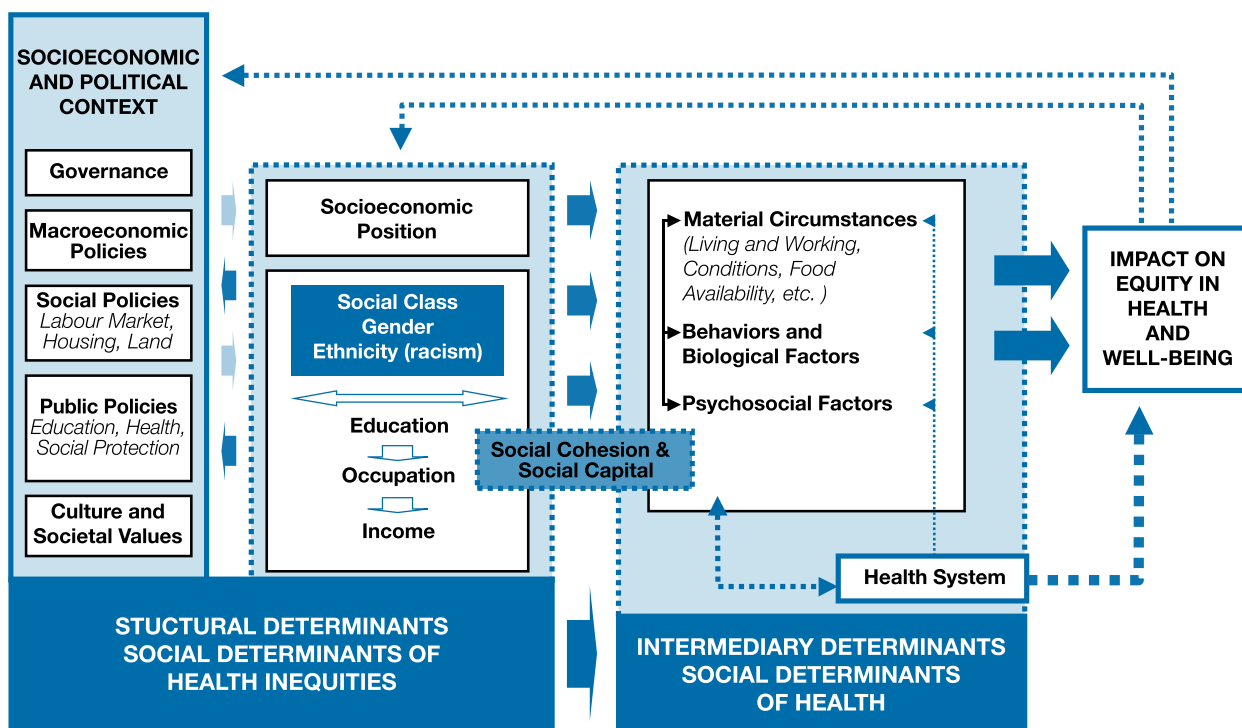 SOCIOECONOMIC
AND POLITICAL
CONTEXT
Governance
Macroeconomic
Policies
Social Policies
Labour Market,
Housing, Land
Public Policies
Education, Health,
Social Protection
Culture and
Societal Values
Socioeconomic
Position
Social Class
Gender
Ethnicity (racism)
Education
Occupation
Income
Social Cohesion &
Social Capital
Material Circumstances
(Living and Working,
Conditions, Food
Availability, etc. )
Behaviors and
Biological Factors
Psychosocial Factors
Health System
IMPACT ON
EQUITY IN
HEALTH
AND
WELL-BEING
STUCTURAL DETERMINANTS
SOCIAL DETERMINANTS OF
HEALTH INEQUITIES
INTERMEDIARY DETERMINANTS
SOCIAL DETERMINANTS
OF HEALTH